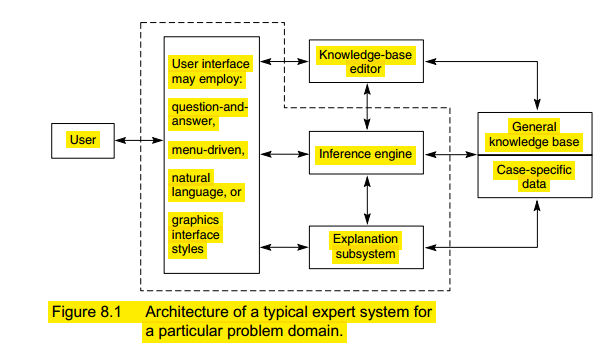 User
User interface
may employ:
question-and-
answer,
menu-driven,
natural
language, or
graphics
interface
styles
Knowledge-base
editor
Inference engine
Explanation
subsystem
General
knowledge base
Case-specific
data
Figure 8.1 Architecture of a typical expert system for
a particular problem domain.